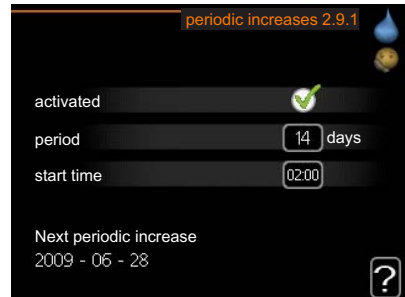 periodic increases 2.9.1
activated
period 14 days
start time 02:00
Next periodic increase
2009 - 06 - 28
?